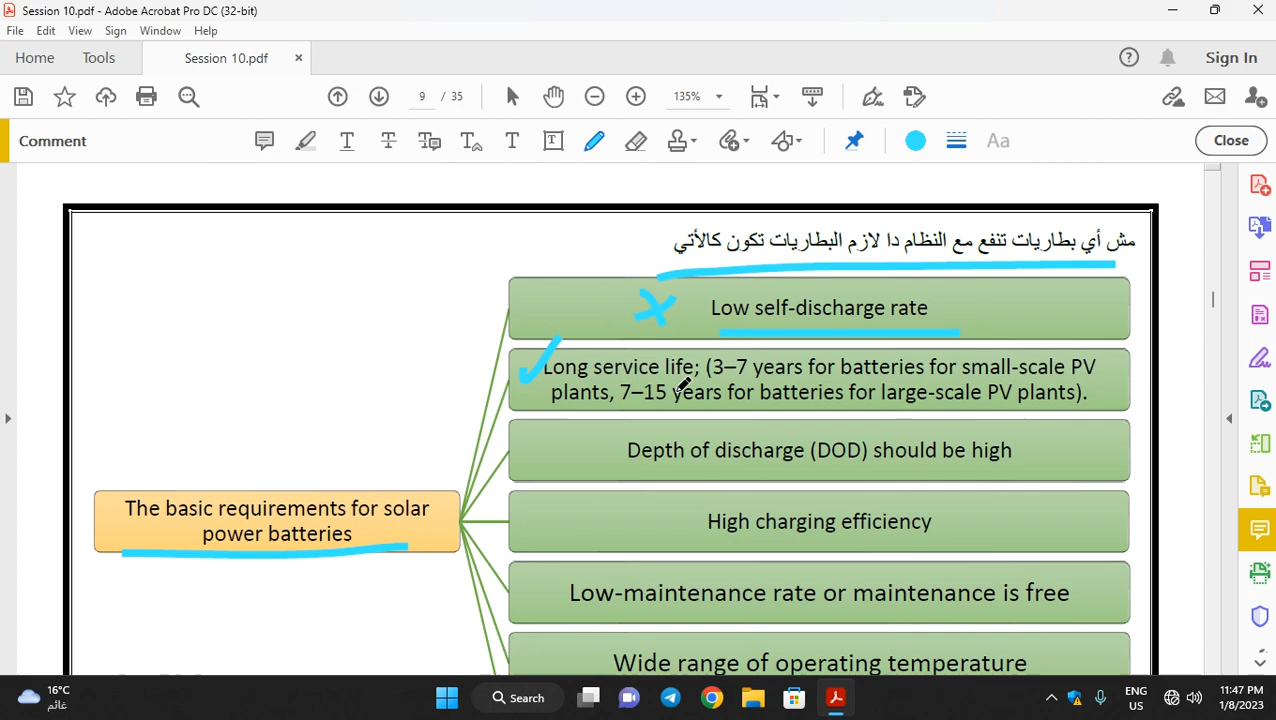 Session 10.pdf - Adobe Acrobat Pro DC (32-bit)
File Edit View Sign Window Help
Home Tools Session 10.pdf × Sign In
9 / 35 135%
Comment Aa Close
مش أي بطاريات تنفع مع النظام دا لازم البطاريات تكون كالأتي
Low self-discharge rate
Long service life; (3–7 years for batteries for small-scale PV
plants, 7–15 years for batteries for large-scale PV plants).
Depth of discharge (DOD) should be high
The basic requirements for solar
power batteries
High charging efficiency
Low-maintenance rate or maintenance is free
Wide range of operating temperature
16°C
غائم
Search
ENG
US
11:47 PM
1/8/2023